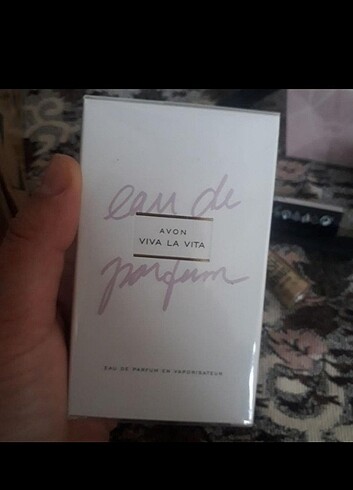 eau de
AVON
VIVA LA VITA
parfum
EAU DE PARFUM EN VAPORISATEUR